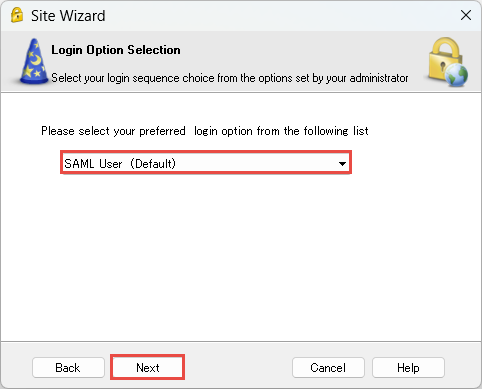 Site Wizard
Login Option Selection
Select your login sequence choice from the options set by your administrator
Please select your preferred login option from the following list
SAML User (Default)
Back
Next
Cancel
Help